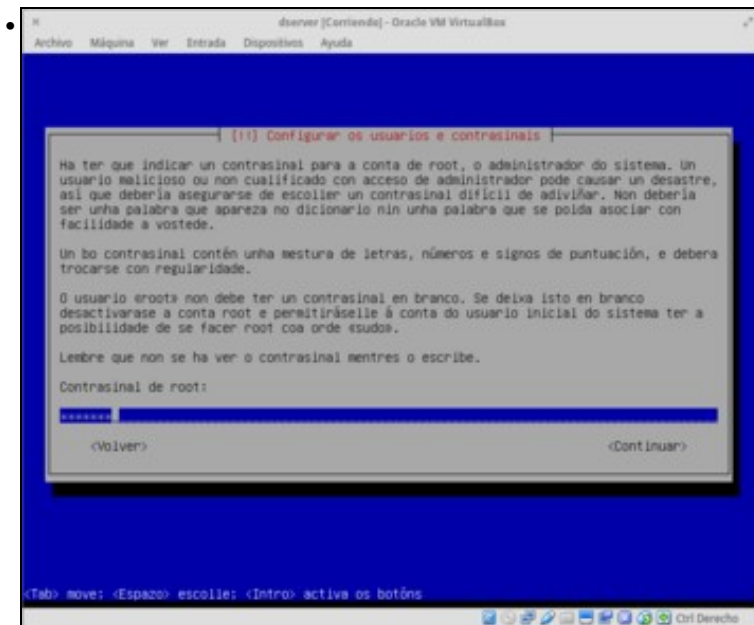 dserver [Corriendo] - Oracle VM VirtualBox
Archivo Máquina Ver Entrada Dispositivos Ayuda
[!!] Configurar os usuarios e contrasinais
Ha ter que indicar un contrasinal para a conta de root, o administrador do sistema. Un
usuario malicioso ou non cualificado con acceso de administrador pode causar un desastre,
así que debería asegurarse de escoller un contrasinal difícil de adiviñar. Non debería
ser unha palabra que apareza no dicionario nin unha palabra que se poida asociar con
facilidade a vostede.
Un bo contrasinal contén unha mestura de letras, números e signos de puntuación, e debera
trocarse con regularidade.
O usuario «root» non debe ter un contrasinal en branco. Se deixa isto en branco
desactivarase a conta root e permitiráselle á conta do usuario inicial do sistema ter a
posibilidade de se facer root coa orde «sudo».
Lembre que non se ha ver o contrasinal mentres o escribe.
Contrasinal de root:
*******
<Volver> <Continuar>
<Tab> move; <Espazo> escolle; <Intro> activa os botóns
Ctrl Derecho